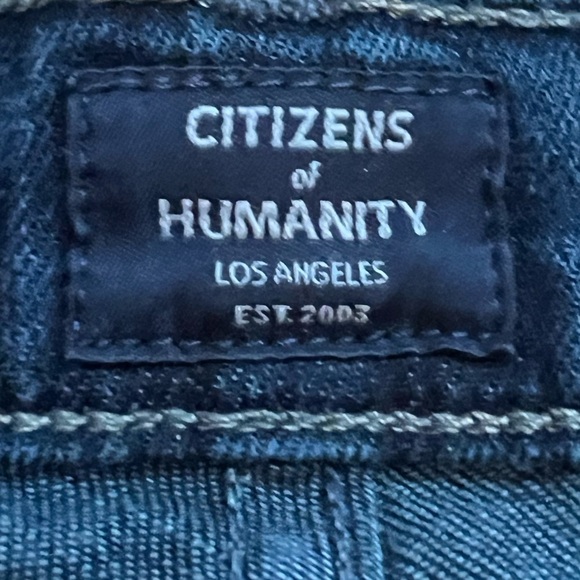 CITIZENS
of
HUMANITY
LOS ANGELES
EST. 2003